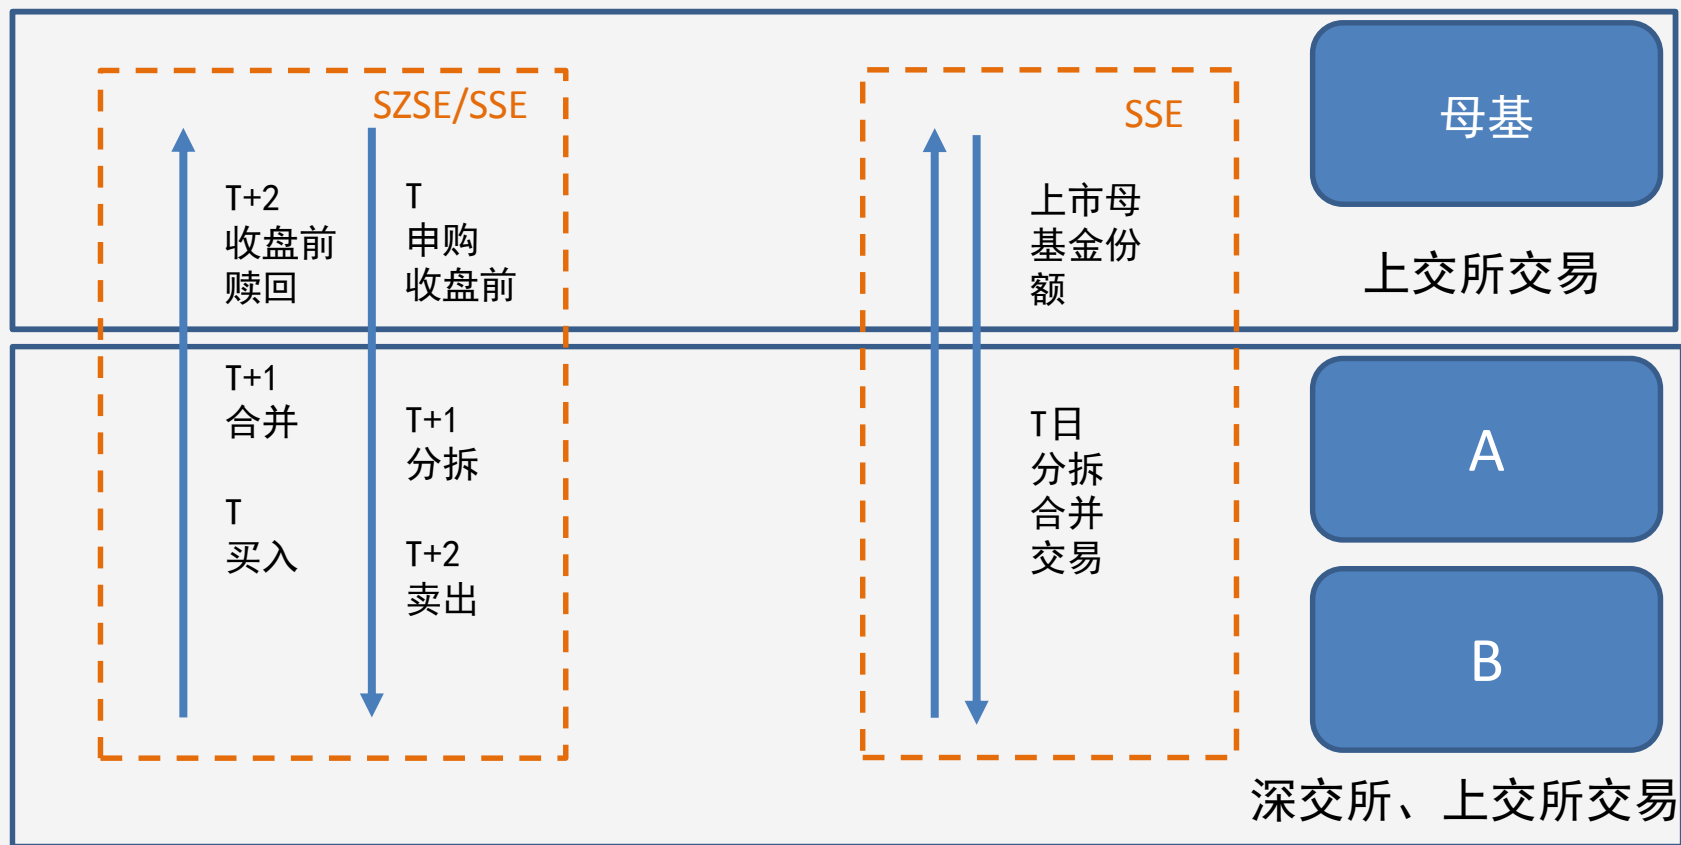 SZSE/SSE
T+2
收盘前
赎回
T
申购
收盘前
T+1
合并
T
买入
T+1
分拆
T+2
卖出
SSE
上市母
基金份
额
T日
分拆
合并
交易
母基
上交所交易
A
B
深交所、上交所交易